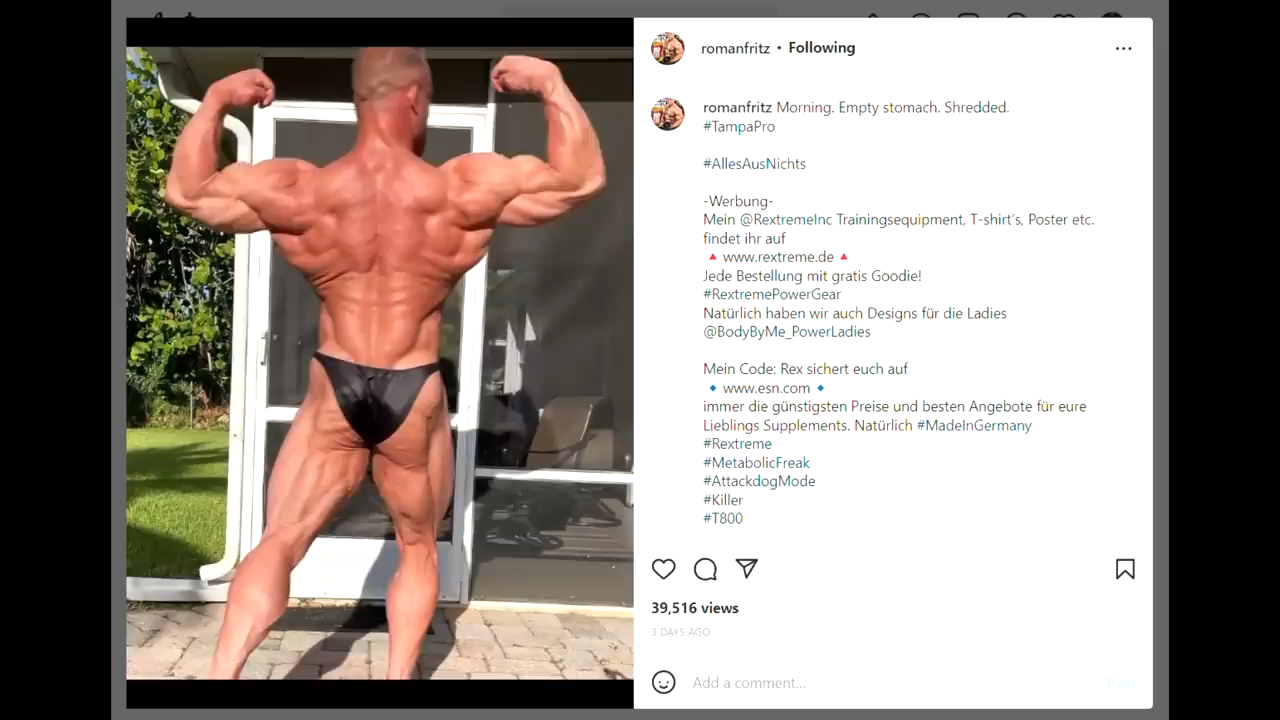 romanfritz • Following
romanfritz Morning. Empty stomach. Shredded.
#TampaPro
#AllesAusNichts
-Werbung-
Mein @RextremeInc Trainingsequipment, T-shirt's, Poster etc.
findet ihr auf
🔺 www.rextreme.de 🔺
Jede Bestellung mit gratis Goodie!
#RextremePowerGear
Natürlich haben wir auch Designs für die Ladies
@BodyByMe_PowerLadies
Mein Code: Rex sichert euch auf
🔹 www.esn.com 🔹
immer die günstigsten Preise und besten Angebote für eure
Lieblings Supplements. Natürlich #MadeInGermany
#Rextreme
#MetabolicFreak
#AttackdogMode
#Killer
#T800
39,516 views
3 DAYS AGO
Add a comment...
Post